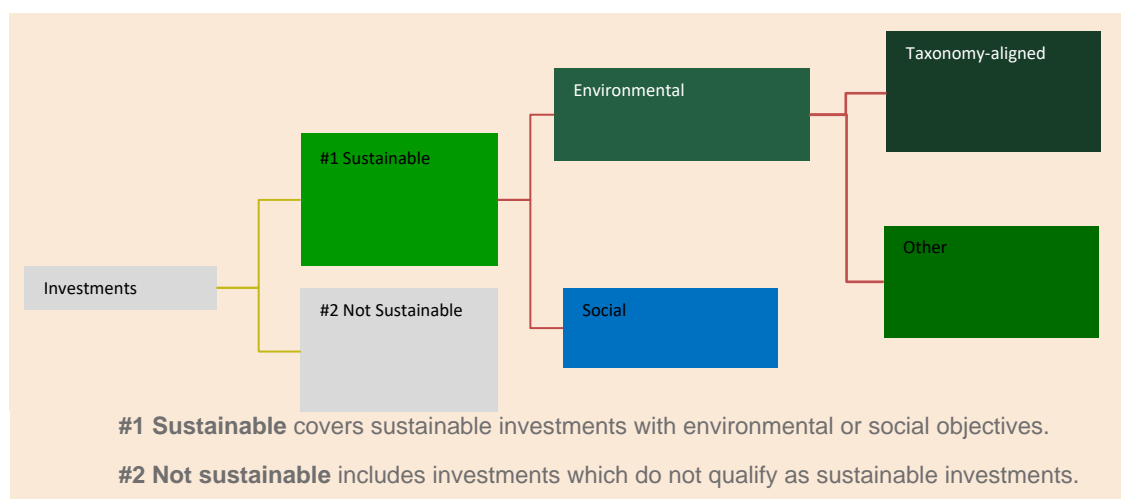 Taxonomy-aligned
Environmental
#1 Sustainable
Other
Investments
#2 Not Sustainable
Social
#1 Sustainable covers sustainable investments with environmental or social objectives.
#2 Not sustainable includes investments which do not qualify as sustainable investments.